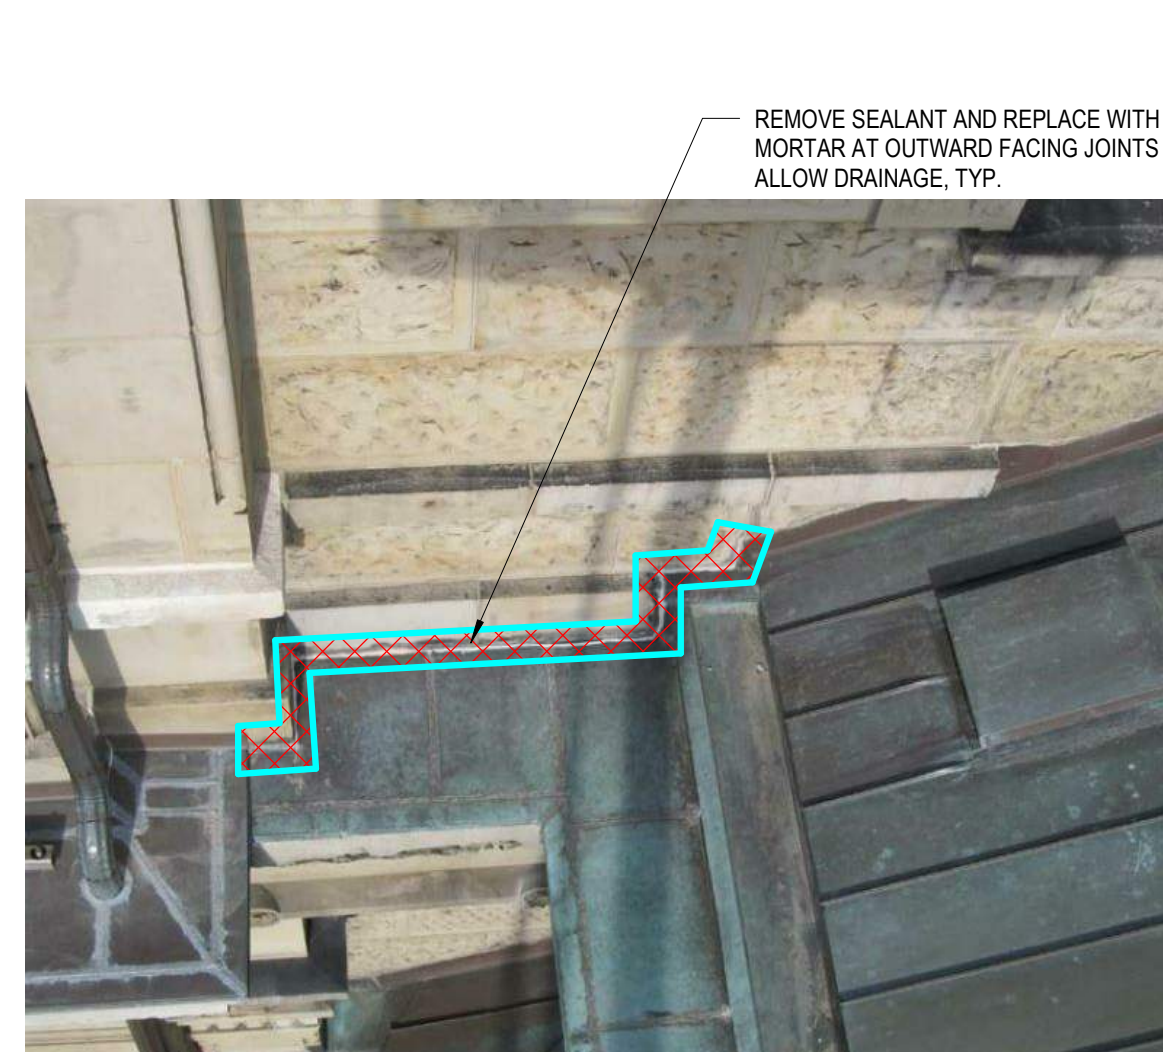 REMOVE SEALANT AND REPLACE WITH
MORTAR AT OUTWARD FACING JOINTS
ALLOW DRAINAGE, TYP.